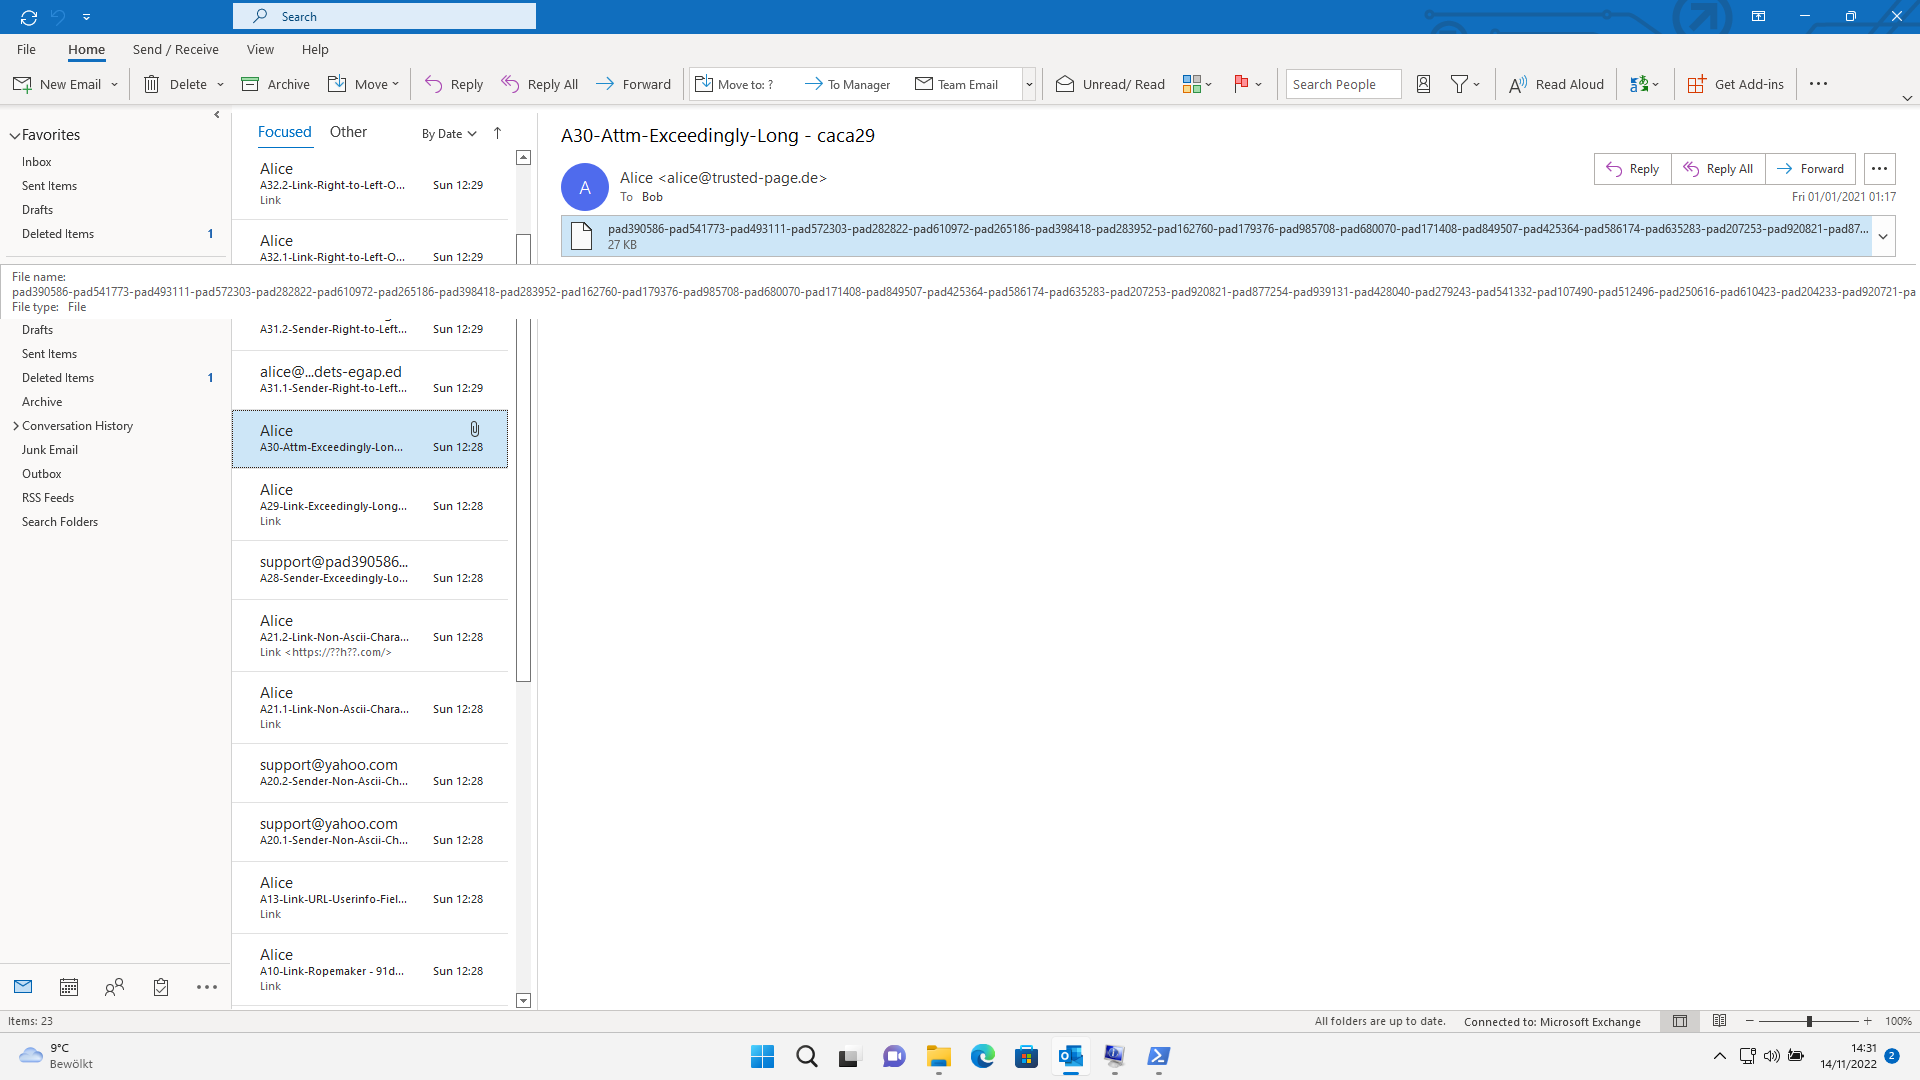 Search
File
Home
Send / Receive
View
Help
New Email
Delete
Archive
Move
Reply
Reply All
Forward
Move to: ?
To Manager
Team Email
Unread/ Read
Search People
Read Aloud
Get Add-ins
Favorites
Inbox
Sent Items
Drafts
Deleted Items 1
File name:
pad390586-pad541773-pad493111-pad572303-pad282822-pad610972-pad265186-pad398418-pad283952-pad162760-pad179376-pad985708-pad680070-pad171408-pad849507-pad425364-pad586174-pad635283-pad207253-pad920821-pad877254-pad939131-pad428040-pad279243-pad541332-pad107490-pad512496-pad250616-pad610423-pad204233-pad920721-pa
File type: File
Drafts
Sent Items
Deleted Items 1
Archive
Conversation History
Junk Email
Outbox
RSS Feeds
Search Folders
Focused Other By Date
Alice
A32.2-Link-Right-to-Left-O... Sun 12:29
Link
Alice
A32.1-Link-Right-to-Left-O... Sun 12:29
A31.2-Sender-Right-to-Left... Sun 12:29
alice@...dets-egap.ed
A31.1-Sender-Right-to-Left... Sun 12:29
Alice
A30-Attm-Exceedingly-Lon... Sun 12:28
Alice
A29-Link-Exceedingly-Long... Sun 12:28
Link
support@pad390586...
A28-Sender-Exceedingly-Lo... Sun 12:28
Alice
A21.2-Link-Non-Ascii-Chara... Sun 12:28
Link <https://??h??.com/>
Alice
A21.1-Link-Non-Ascii-Chara... Sun 12:28
Link
support@yahoo.com
A20.2-Sender-Non-Ascii-Ch... Sun 12:28
support@yahoo.com
A20.1-Sender-Non-Ascii-Ch... Sun 12:28
Alice
A13-Link-URL-Userinfo-Fiel... Sun 12:28
Link
Alice
A10-Link-Ropemaker - 91d... Sun 12:28
Link
A30-Attm-Exceedingly-Long - caca29
A
Alice <alice@trusted-page.de>
To Bob
Reply
Reply All
Forward
Fri 01/01/2021 01:17
pad390586-pad541773-pad493111-pad572303-pad282822-pad610972-pad265186-pad398418-pad283952-pad162760-pad179376-pad985708-pad680070-pad171408-pad849507-pad425364-pad586174-pad635283-pad207253-pad920821-pad87...
27 KB
Items: 23
All folders are up to date.
Connected to: Microsoft Exchange
100%
9°C
Bewölkt
14:31
14/11/2022
2